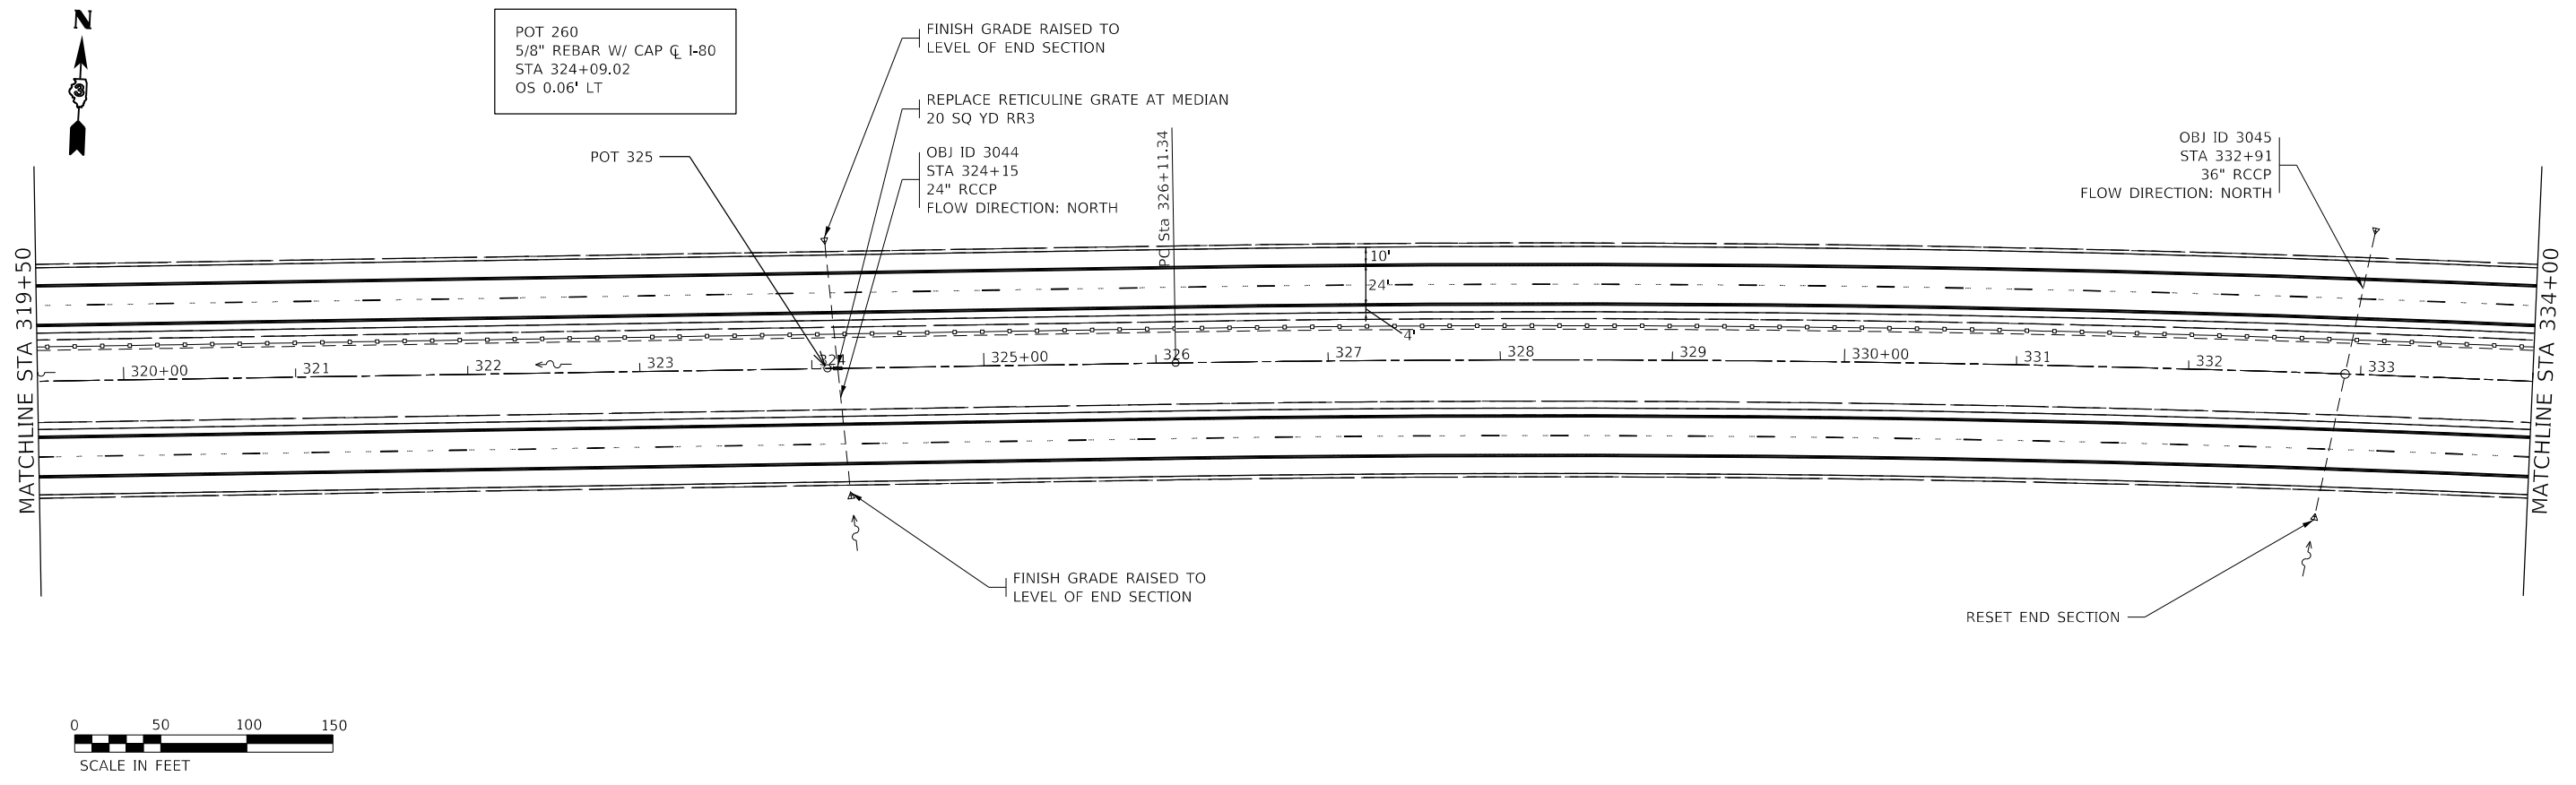 N
3
POT 260
5/8" REBAR W/ CAP ℄ I-80
STA 324+09.02
OS 0.06' LT
FINISH GRADE RAISED TO
LEVEL OF END SECTION
REPLACE RETICULINE GRATE AT MEDIAN
20 SQ YD RR3
POT 325
OBJ ID 3044
STA 324+15
24" RCCP
FLOW DIRECTION: NORTH
PC Sta 326+11.34
OBJ ID 3045
STA 332+91
36" RCCP
FLOW DIRECTION: NORTH
MATCHLINE STA 319+50
10'
24'
4'
320+00
321
322
323
324
325+00
326
327
328
329
330+00
331
332
333
MATCHLINE STA 334+00
FINISH GRADE RAISED TO
LEVEL OF END SECTION
RESET END SECTION
0 50 100 150
SCALE IN FEET